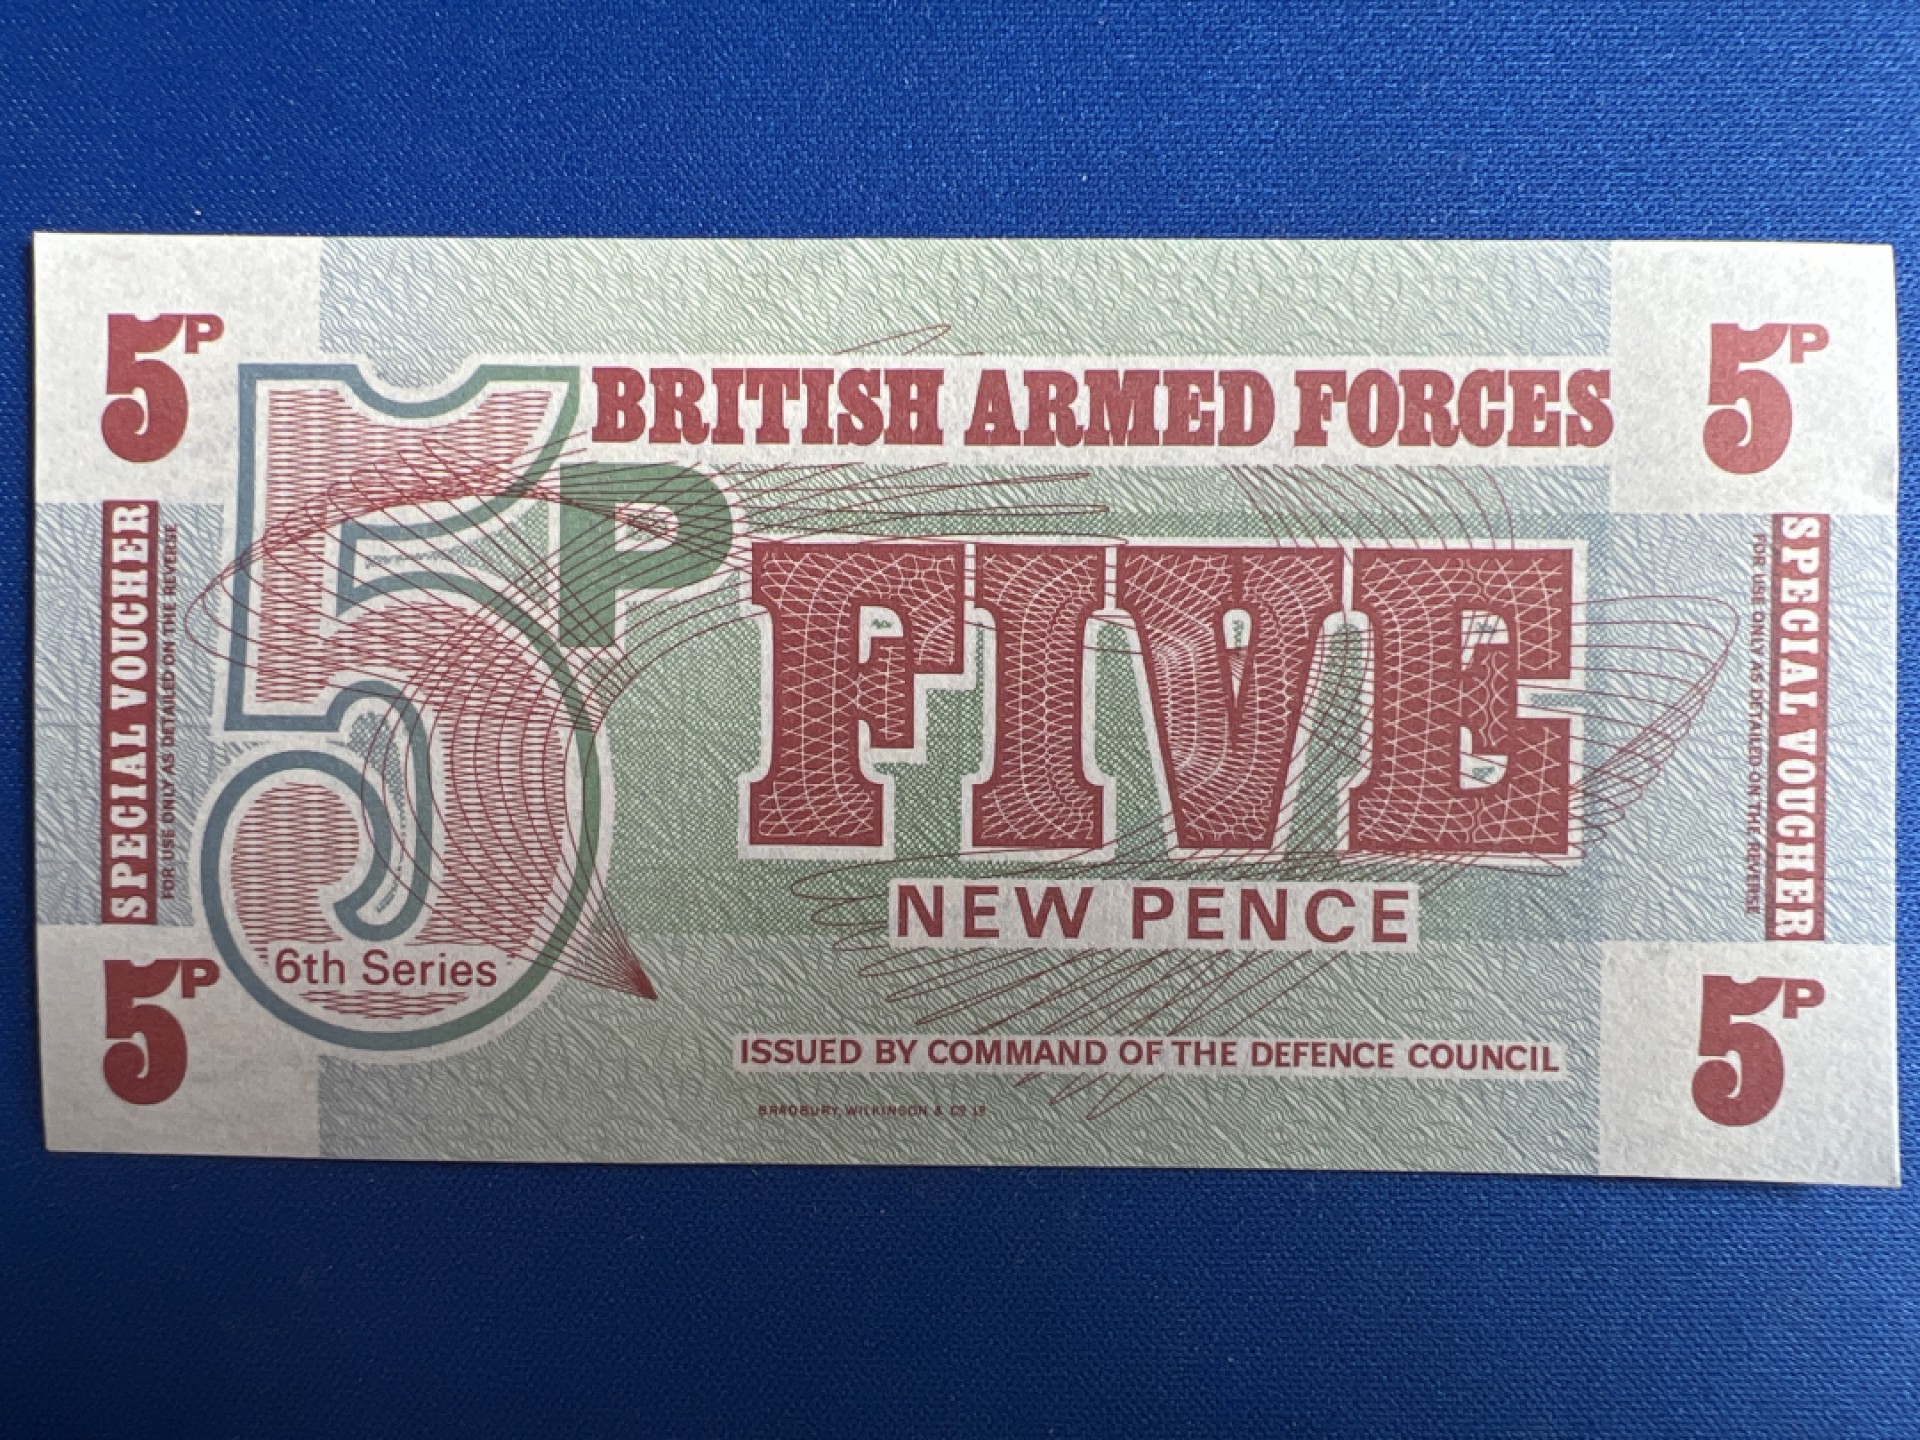 5P
5P
BRITISH ARMED FORCES
5P
SPECIAL VOUCHER
FOR USE ONLY AS DETAILED ON THE REVERSE
FIVE
NEW PENCE
FOR USE ONLY AS DETAILED ON THE REVERSE
SPECIAL VOUCHER
6th Series
5P
5P
ISSUED BY COMMAND OF THE DEFENCE COUNCIL
BRADBURY, WILKINSON & CO LD